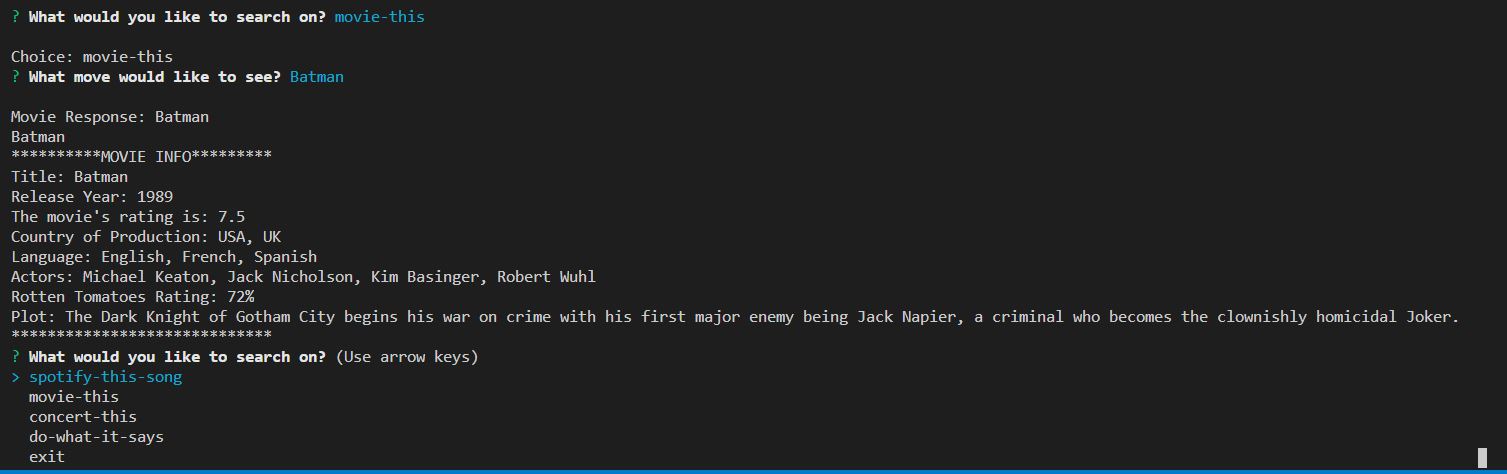 ? What would you like to search on? movie-this
Choice: movie-this
? What move would like to see? Batman
Movie Response: Batman
Batman
**********MOVIE INFO*********
Title: Batman
Release Year: 1989
The movie's rating is: 7.5
Country of Production: USA, UK
Language: English, French, Spanish
Actors: Michael Keaton, Jack Nicholson, Kim Basinger, Robert Wuhl
Rotten Tomatoes Rating: 72%
Plot: The Dark Knight of Gotham City begins his war on crime with his first major enemy being Jack Napier, a criminal who becomes the clownishly homicidal Joker.
*****************************
? What would you like to search on? (Use arrow keys)
> spotify-this-song
movie-this
concert-this
do-what-it-says
exit